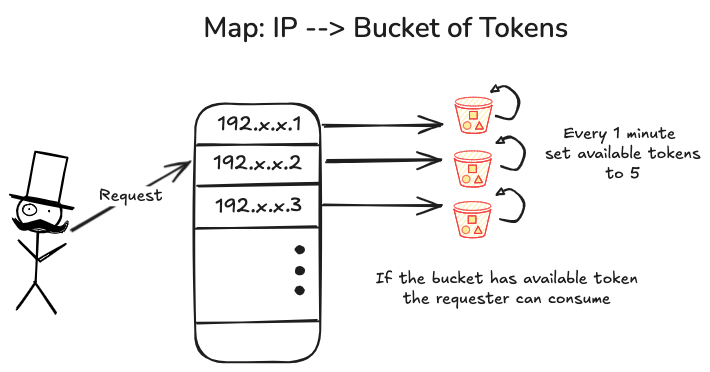 Map: IP --> Bucket of Tokens
192.x.x.1
192.x.x.2
192.x.x.3
Request
Every 1 minute
set available tokens
to 5
If the bucket has available token
the requester can consume